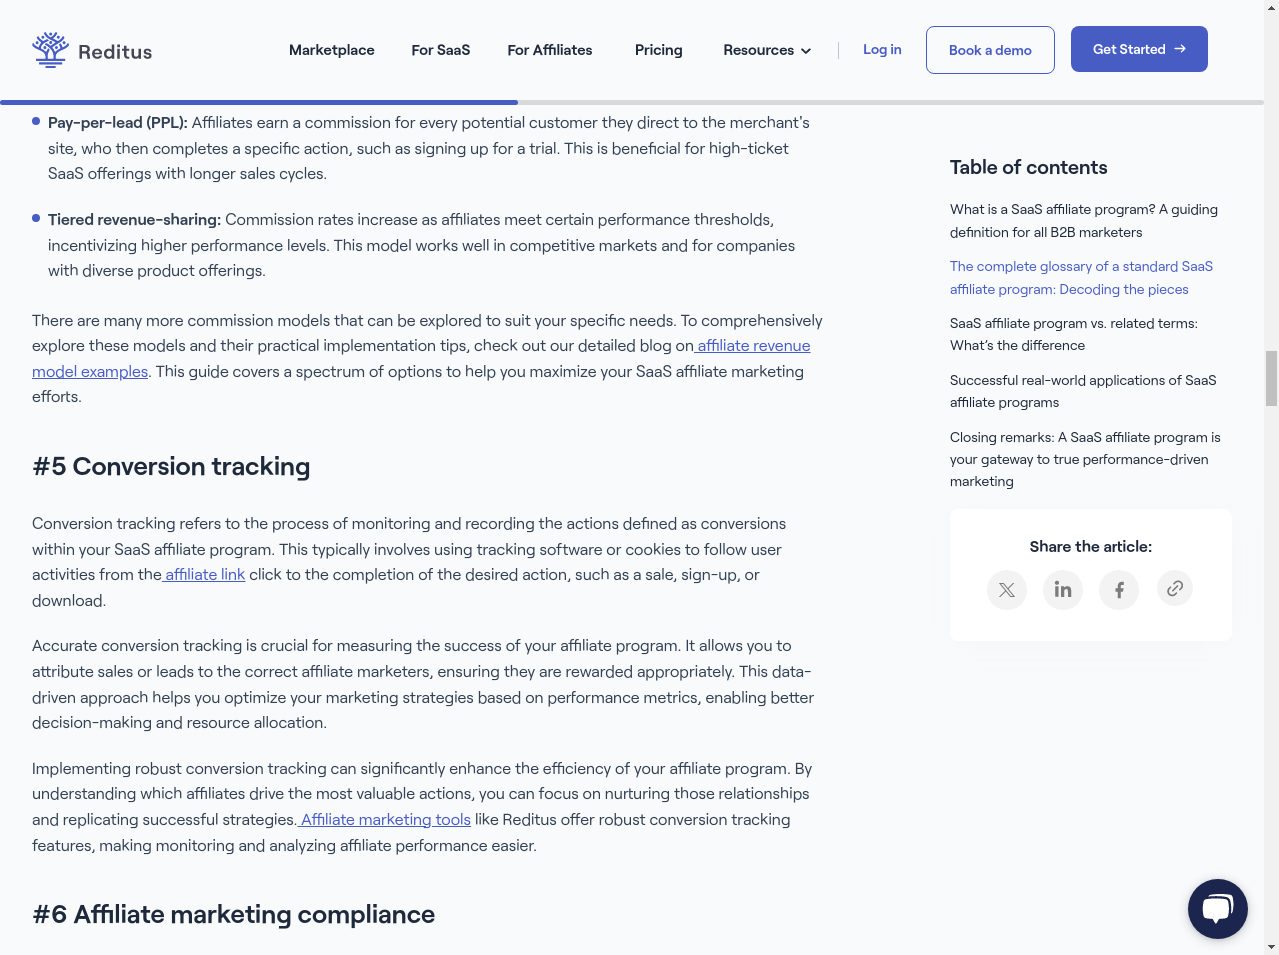 Reditus
Marketplace
For SaaS
For Affiliates
Pricing
Resources
Log in
Book a demo
Get Started
Pay-per-lead (PPL): Affiliates earn a commission for every potential customer they direct to the merchant's
site, who then completes a specific action, such as signing up for a trial. This is beneficial for high-ticket
SaaS offerings with longer sales cycles.
Tiered revenue-sharing: Commission rates increase as affiliates meet certain performance thresholds,
incentivizing higher performance levels. This model works well in competitive markets and for companies
with diverse product offerings.
There are many more commission models that can be explored to suit your specific needs. To comprehensively
explore these models and their practical implementation tips, check out our detailed blog on affiliate revenue
model examples. This guide covers a spectrum of options to help you maximize your SaaS affiliate marketing
efforts.
#5 Conversion tracking
Conversion tracking refers to the process of monitoring and recording the actions defined as conversions
within your SaaS affiliate program. This typically involves using tracking software or cookies to follow user
activities from the affiliate link click to the completion of the desired action, such as a sale, sign-up, or
download.
Accurate conversion tracking is crucial for measuring the success of your affiliate program. It allows you to
attribute sales or leads to the correct affiliate marketers, ensuring they are rewarded appropriately. This data-
driven approach helps you optimize your marketing strategies based on performance metrics, enabling better
decision-making and resource allocation.
Implementing robust conversion tracking can significantly enhance the efficiency of your affiliate program. By
understanding which affiliates drive the most valuable actions, you can focus on nurturing those relationships
and replicating successful strategies. Affiliate marketing tools like Reditus offer robust conversion tracking
features, making monitoring and analyzing affiliate performance easier.
#6 Affiliate marketing compliance
Table of contents
What is a SaaS affiliate program? A guiding
definition for all B2B marketers
The complete glossary of a standard SaaS
affiliate program: Decoding the pieces
SaaS affiliate program vs. related terms:
What's the difference
Successful real-world applications of SaaS
affiliate programs
Closing remarks: A SaaS affiliate program is
your gateway to true performance-driven
marketing
Share the article: